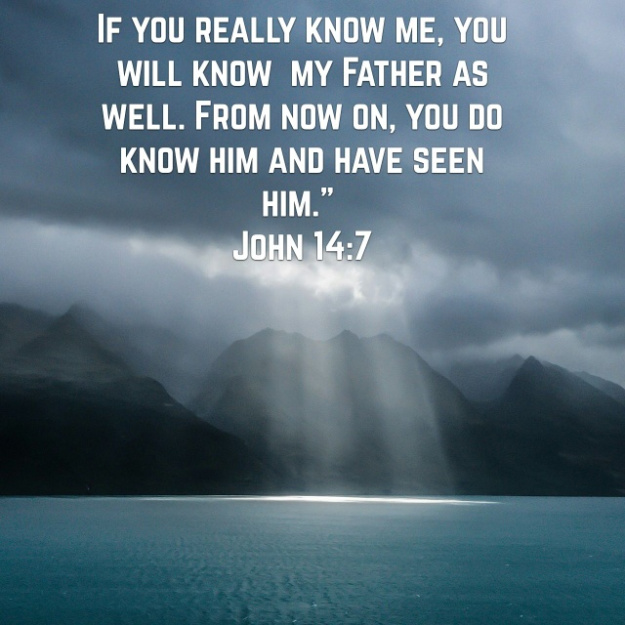 If you really know me, you
will know  my Father as
well. From now on, you do
know him and have seen
him.”
John 14:7